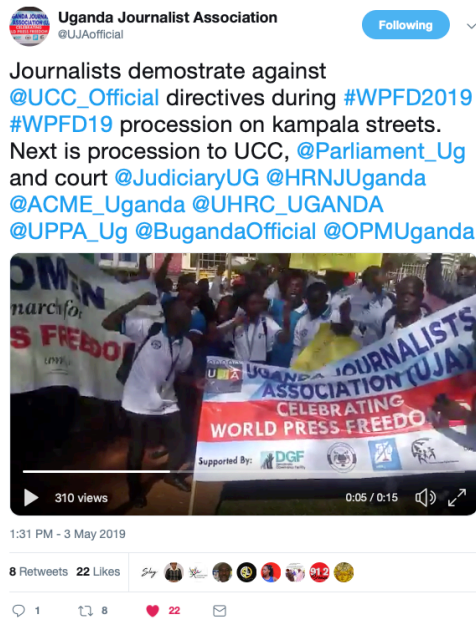 Uganda Journalist Association
@UJAofficial
Following
Journalists demostrate against
@UCC_Official directives during #WPFD2019
#WPFD19 procession on kampala streets.
Next is procession to UCC, @Parliament_Ug
and court @JudiciaryUG @HRNJUganda
@ACME_Uganda @UHRC_UGANDA
@UPPA_Ug @BugandaOfficial @OPMUganda
OMEN
march for
S FREEDO
UGANDA JOURNALISTS
ASSOCIATION (UJA)
CELEBRATING
WORLD PRESS FREEDO
Supported By: DGF
310 views
0:05 / 0:15
1:31 PM - 3 May 2019
8 Retweets 22 Likes
91.2
1 8 22